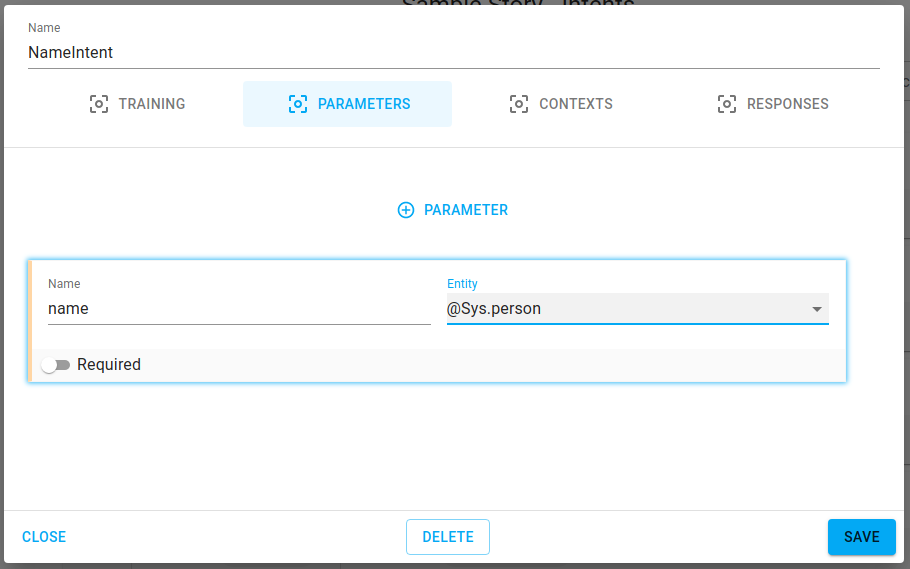 Sample Story - Intents
Name
NameIntent
TRAINING
PARAMETERS
CONTEXTS
RESPONSES
PARAMETER
Name
Entity
name
@Sys.person
Required
CLOSE
DELETE
SAVE